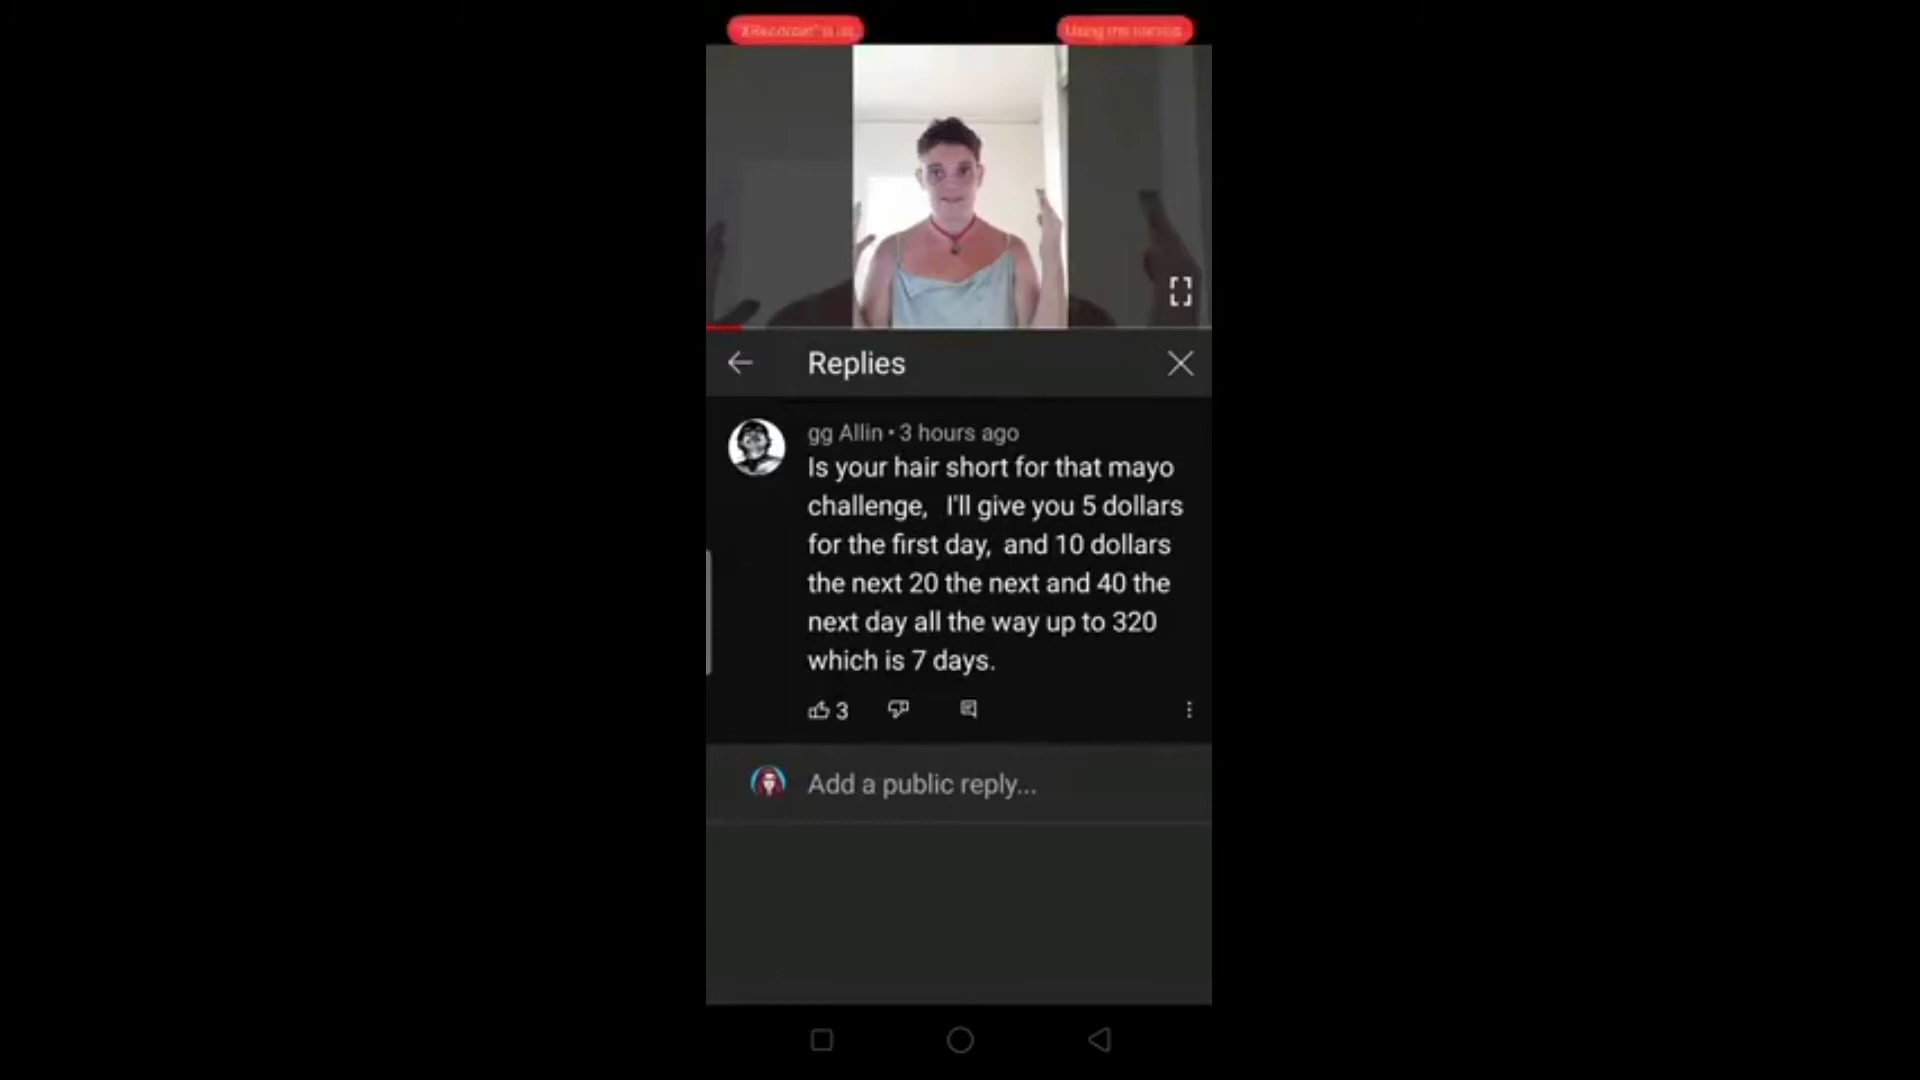 Replies
gg Allin • 3 hours ago
Is your hair short for that mayo
challenge,   I'll give you 5 dollars
for the first day,  and 10 dollars
the next 20 the next and 40 the
next day all the way up to 320
which is 7 days.
3
Add a public reply...